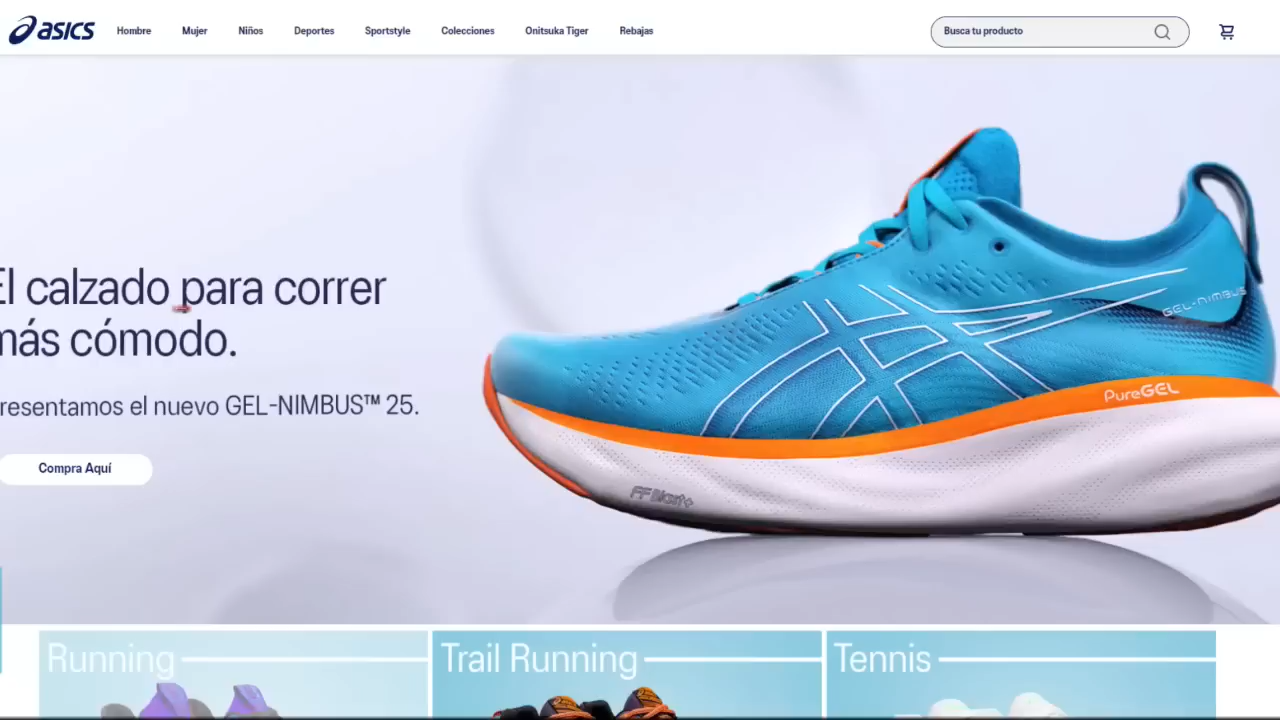 asics
Hombre Mujer Niños Deportes Sportstyle Colecciones Onitsuka Tiger Rebajas
Busca tu producto
El calzado para correr
más cómodo.
resentamos el nuevo GEL-NIMBUS™ 25.
Compra Aquí
GEL-NIMBUS
PureGEL
FF Blast+
Running
Trail Running
Tennis